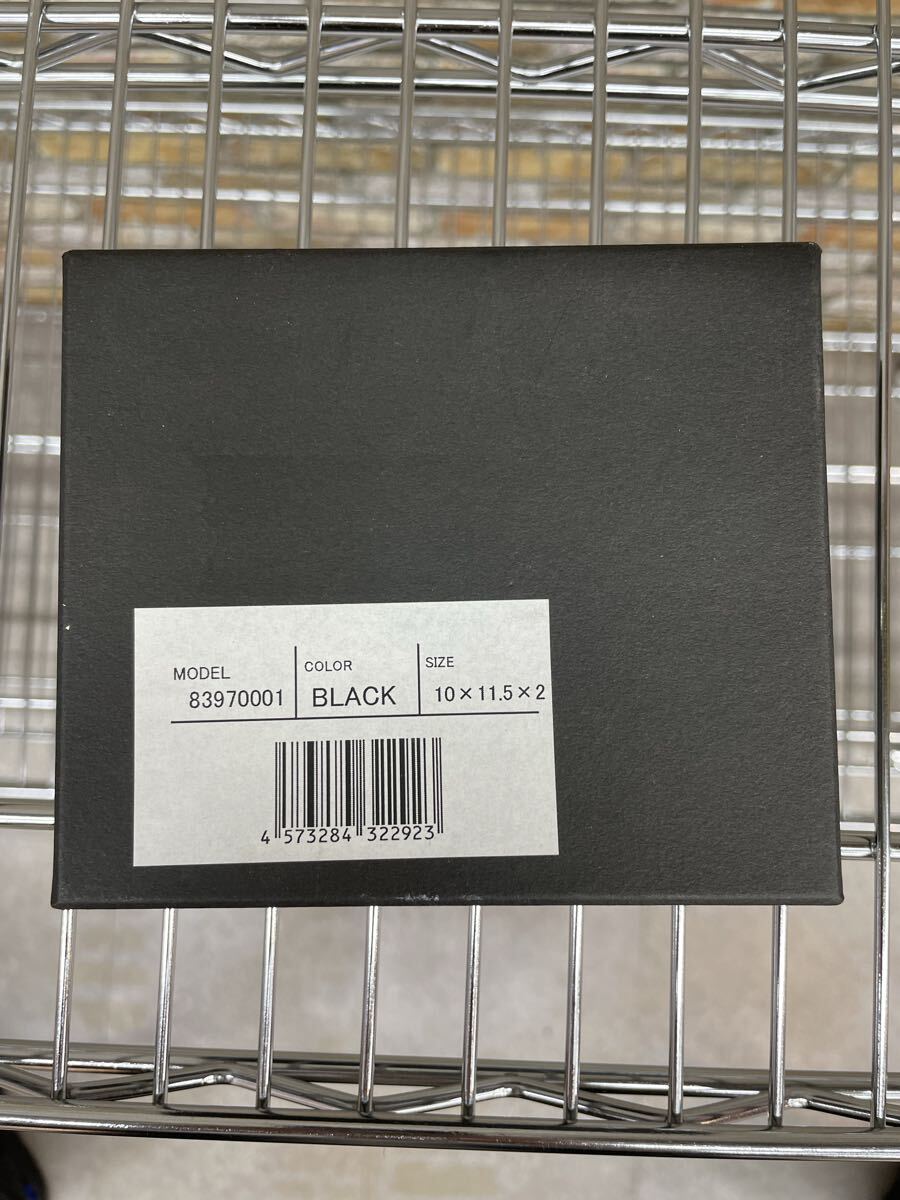 MODEL COLOR SIZE
83970001 BLACK 10×11.5×2
4 573284 322923